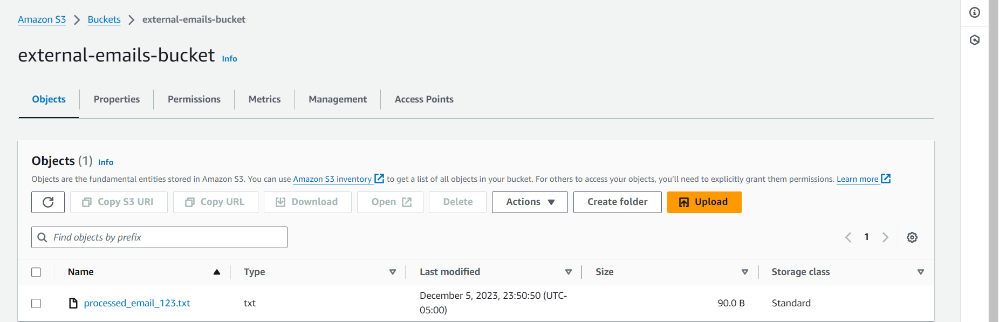 Amazon S3 > Buckets > external-emails-bucket
external-emails-bucket Info
Objects Properties Permissions Metrics Management Access Points
Objects (1) Info
Objects are the fundamental entities stored in Amazon S3. You can use Amazon S3 inventory to get a list of all objects in your bucket. For others to access your objects, you’ll need to explicitly grant them permissions. Learn more
Copy S3 URI Copy URL Download Open Delete Actions Create folder Upload
Find objects by prefix 1
Name Type Last modified Size Storage class
processed_email_123.txt txt December 5, 2023, 23:50:50 (UTC- 90.0 B Standard
05:00)